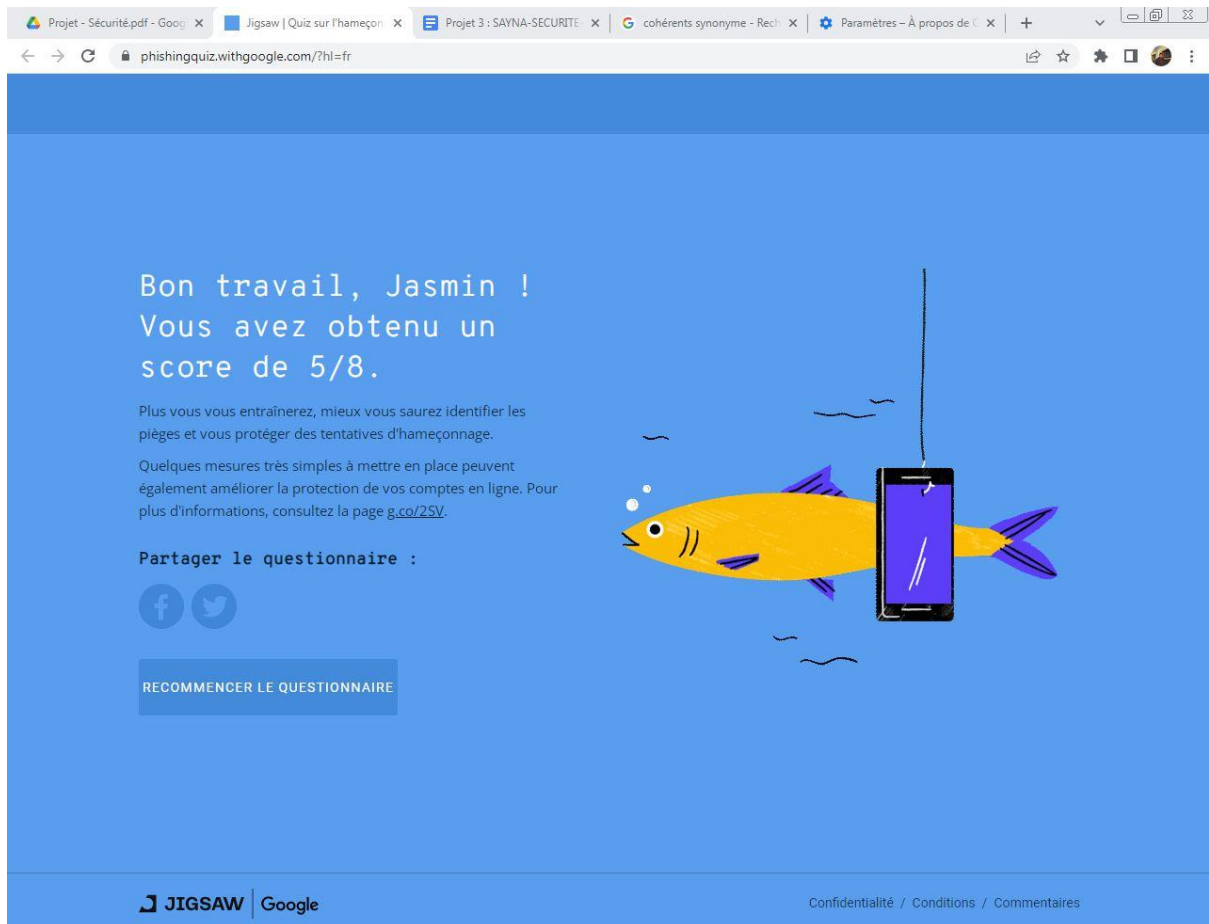 Projet - Sécurité.pdf - Goog
Jigsaw | Quiz sur l'hameçon
Projet 3 : SAYNA-SECURITE-
cohérents synonyme - Rech
Paramètres – À propos de C
phishingquiz.withgoogle.com/?hl=fr
Bon travail, Jasmin !
Vous avez obtenu un
score de 5/8.
Plus vous vous entraînerez, mieux vous saurez identifier les
pièges et vous protéger des tentatives d'hameçonnage.
Quelques mesures très simples à mettre en place peuvent
également améliorer la protection de vos comptes en ligne. Pour
plus d'informations, consultez la page g.co/2SV.
Partager le questionnaire :
RECOMMENCER LE QUESTIONNAIRE
JIGSAW | Google
Confidentialité / Conditions / Commentaires